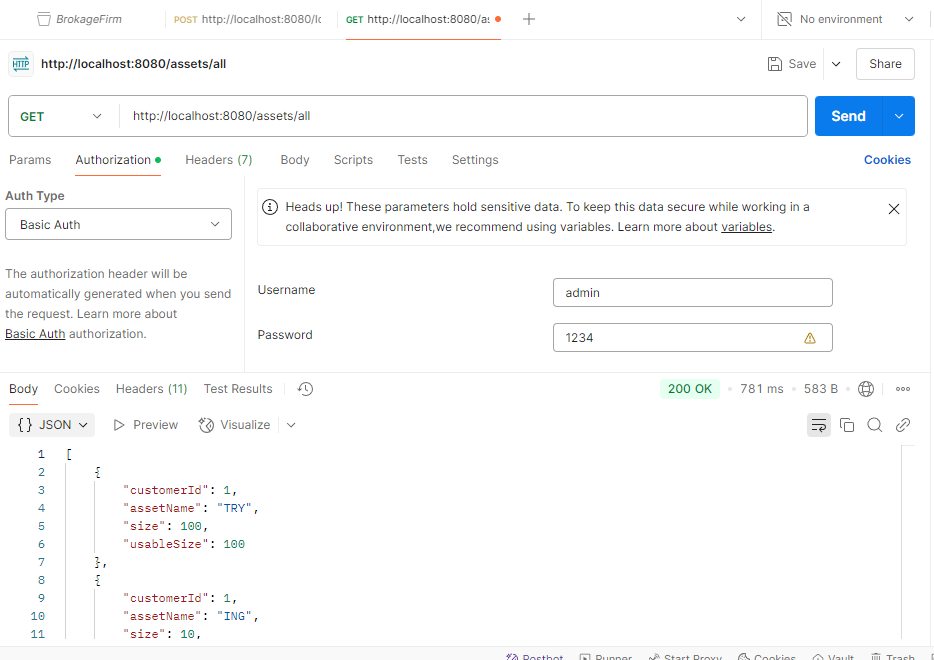 BrokageFirm POST http://localhost:8080/lo GET http://localhost:8080/as No environment
HTTP http://localhost:8080/assets/all Save Share
GET http://localhost:8080/assets/all Send
Params Authorization Headers (7) Body Scripts Tests Settings Cookies
Auth Type
Basic Auth
The authorization header will be
automatically generated when you send
the request. Learn more about
Basic Auth authorization.
Heads up! These parameters hold sensitive data. To keep this data secure while working in a
collaborative environment,we recommend using variables. Learn more about variables.
Username admin
Password 1234
Body Cookies Headers (11) Test Results 200 OK 781 ms 583 B
{} JSON Preview Visualize
1 [
2 {
3 "customerId": 1,
4 "assetName": "TRY",
5 "size": 100,
6 "usableSize": 100
7 },
8 {
9 "customerId": 1,
10 "assetName": "ING",
11 "size": 10,
Postbot Runner Start Proxy Cookies Vault Trash